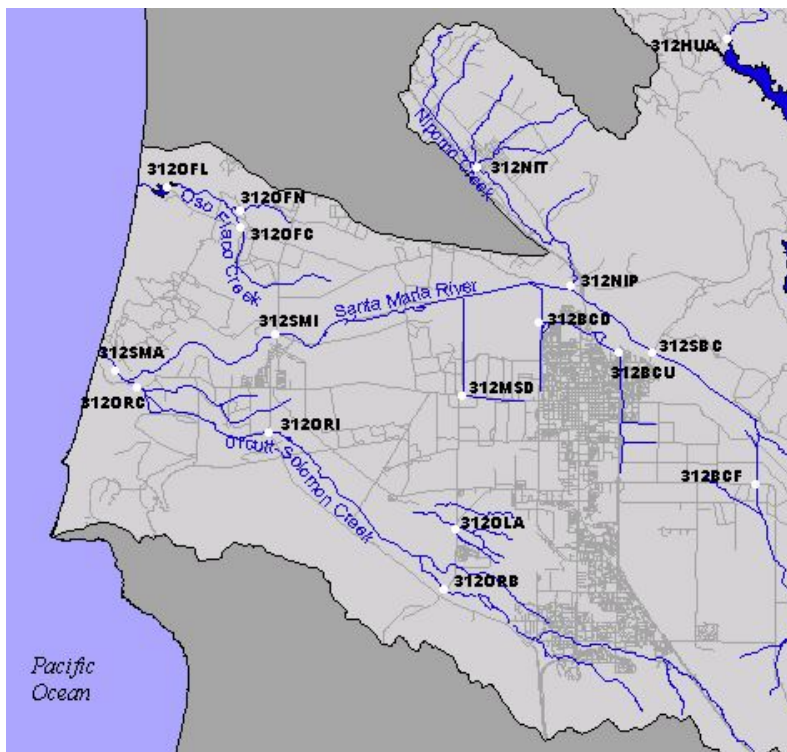 312HUA
Nipomo Creek
312NIT
312OFL
312OFN
312OFC
Oso Flaco Creek
312NIP
Santa Maria River
312SMI
312BCD
312SBC
312BCU
312SMA
312ORC
312MSD
312ORI
Orcutt-Solomon Creek
312BCF
312OLA
312ORB
Pacific
Ocean